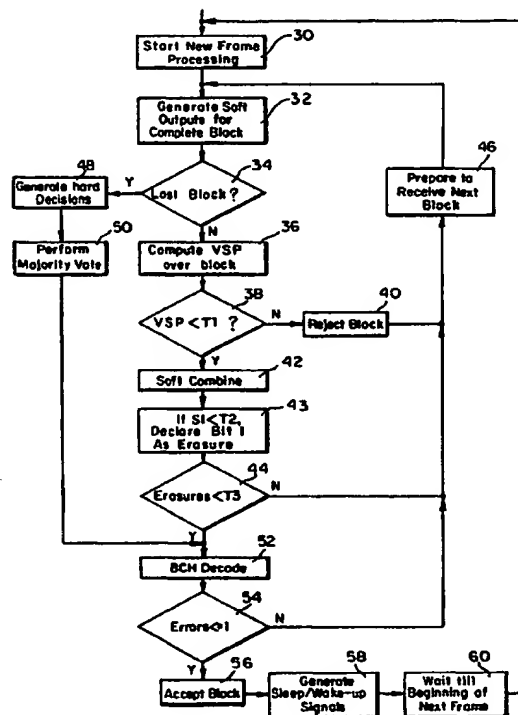 Start New Frame
Processing
30
Generate Soft
Outputs for
Complete Block
32
34
Lost Block?
Y
N
48
Generate hard
Decisions
50
Perform
Majority Vote
46
Prepare to
Receive Next
Block
36
Compute VSP
over block
38
VSP<T1 ?
N
Y
40
Reject Block
42
Soft Combine
43
If SI<T2,
Declare Bit I
As Erasure
44
Erasures<T3
N
Y
52
BCH Decode
54
Errors<>1
N
Y
56
Accept Block
58
Generate
Sleep/Wake-up
Signals
60
Wait till
Beginning of
Next Frame